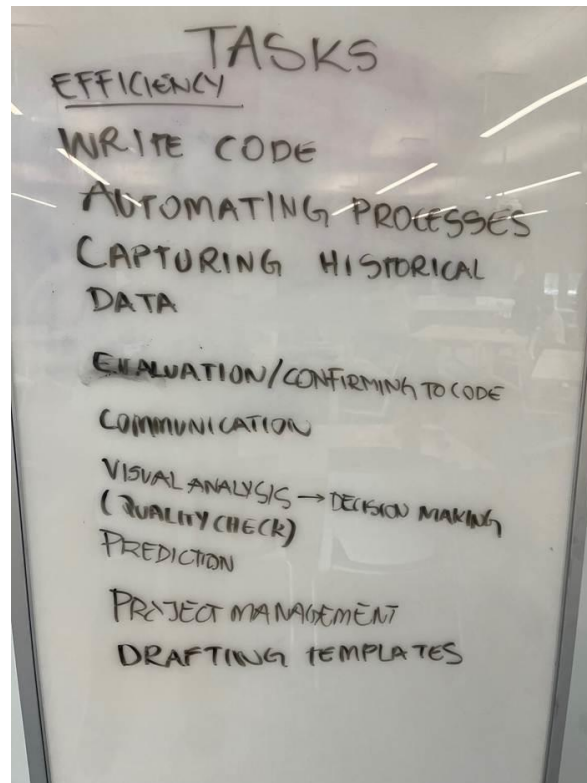 TASKS
EFFICIENCY
WRITE CODE
AUTOMATING PROCESSES
CAPTURING HISTORICAL
DATA
EVALUATION/CONFIRMING TO CODE
COMMUNICATION
VISUAL ANALYSIS → DECISION MAKING
(QUALITY CHECK)
PREDICTION
PROJECT MANAGEMENT
DRAFTING TEMPLATES